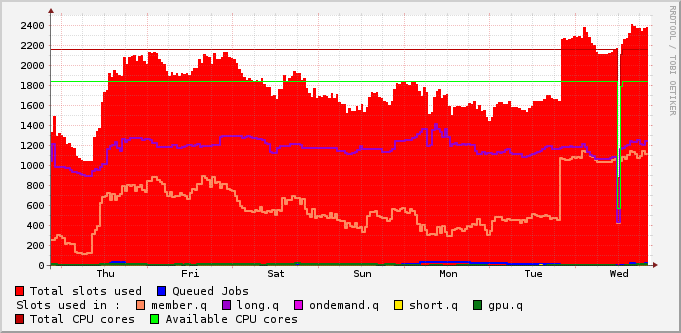 RRDTOOL / TOBI OETIKER
2400
2200
2000
1800
1600
1400
1200
1000
800
600
400
200
0
Thu Fri Sat Sun Mon Tue Wed
Total slots used Queued Jobs
Slots used in : member.q long.q ondemand.q short.q gpu.q
Total CPU cores Available CPU cores